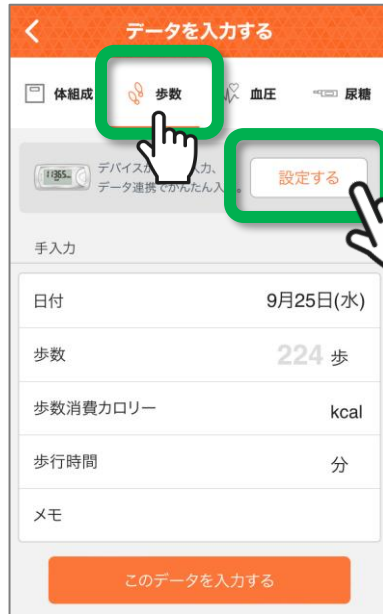 データを入力する
体組成
歩数
血圧
尿糖
11865
デバイスか 入力、
データ連携でかんたん入 。
設定する
手入力
日付
9月25日(水)
歩数
224 歩
歩数消費カロリー
kcal
歩行時間
分
メモ
このデータを入力する